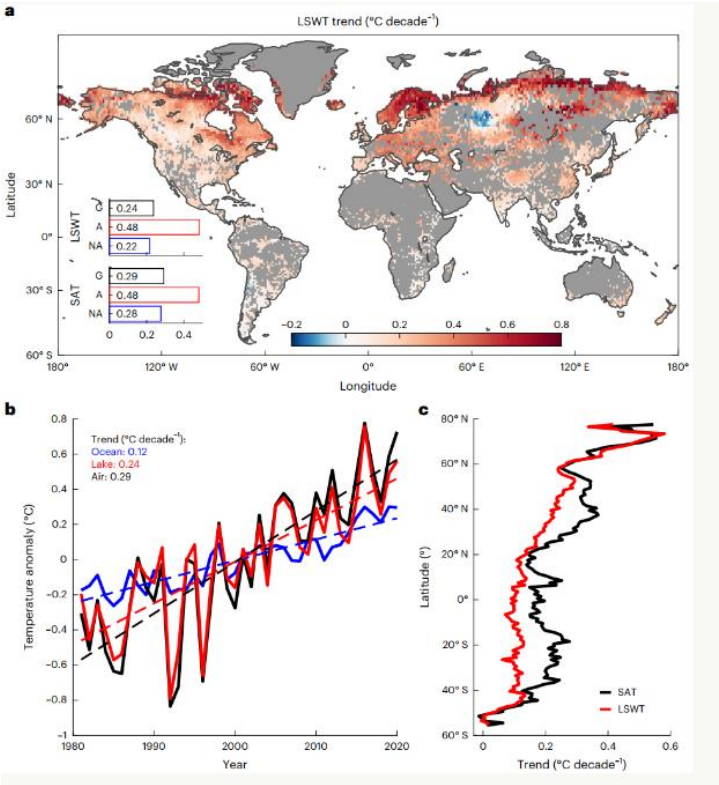 a
LSWT trend (°C decade⁻¹)
60° N
30° N
0°
30° S
60° S
Latitude
LSWT
G 0.24
A 0.48
NA 0.22
SAT
G 0.29
A 0.48
NA 0.28
0 0.2 0.4
−0.2 0 0.2 0.4 0.6 0.8
180° 120° W 60° W 0° 60° E 120° E 180°
Longitude
b
0.8
0.6
0.4
0.2
0
−0.2
−0.4
−0.6
−0.8
−1
Temperature anomaly (°C)
Trend (°C decade⁻¹):
Ocean: 0.12
Lake: 0.24
Air: 0.29
1980 1990 2000 2010 2020
Year
c
80° N
60° N
40° N
20° N
0°
20° S
40° S
60° S
Latitude (°)
SAT
LSWT
0 0.2 0.4 0.6
Trend (°C decade⁻¹)